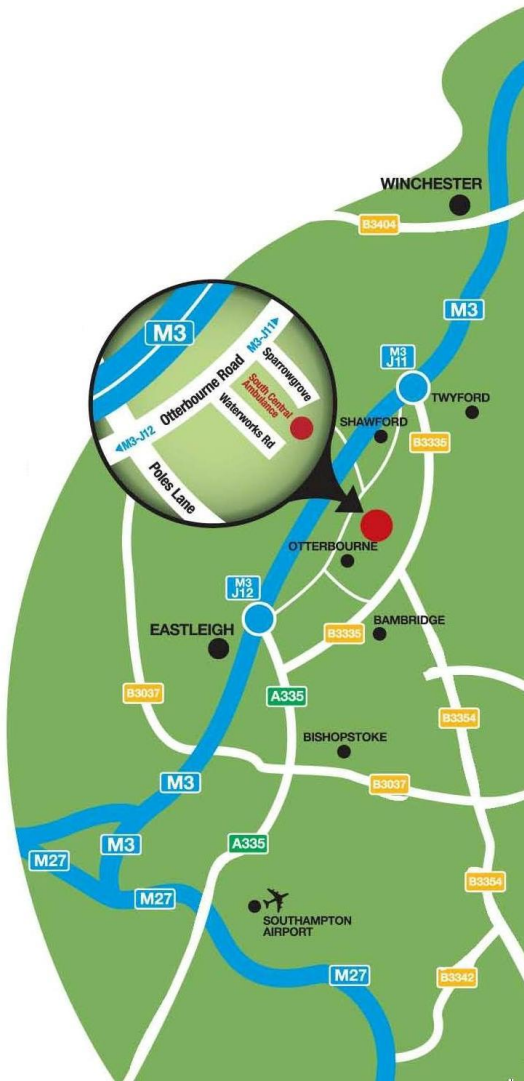 WINCHESTER
B3404
M3
M3
M3-J11
Otterbourne Road
Sparrowgrove
South Central
Ambulance
Waterworks Rd
M3-J12
Poles Lane
M3
J11
TWYFORD
SHAWFORD
B3335
OTTERBOURNE
M3
J12
EASTLEIGH
B3335
BAMBRIDGE
B3037
A335
B3354
BISHOPSTOKE
M3
B3037
M27
M3
A335
M27
B3354
SOUTHAMPTON
AIRPORT
M27
B3342